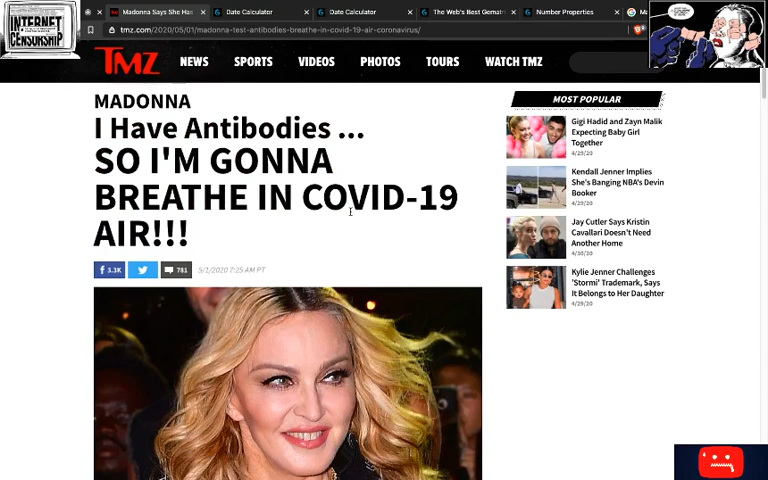 INTERNET
CENSORSHIP
Madonna Says She Has
Date Calculator
Date Calculator
The Web's Best Gematr
Number Properties
tmz.com/2020/05/01/madonna-test-antibodies-breathe-in-covid-19-air-coronavirus/
TMZ
NEWS
SPORTS
VIDEOS
PHOTOS
TOURS
WATCH TMZ
MADONNA
I Have Antibodies ...
SO I'M GONNA
BREATHE IN COVID-19
AIR!!!
3.3K
781
5/1/2020 7:25 AM PT
MOST POPULAR
Gigi Hadid and Zayn Malik
Expecting Baby Girl
Together
4/29/20
Kendall Jenner Implies
She's Banging NBA's Devin
Booker
4/29/20
Jay Cutler Says Kristin
Cavallari Doesn't Need
Another Home
4/30/20
Kylie Jenner Challenges
'Stormi' Trademark, Says
It Belongs to Her Daughter
4/29/20